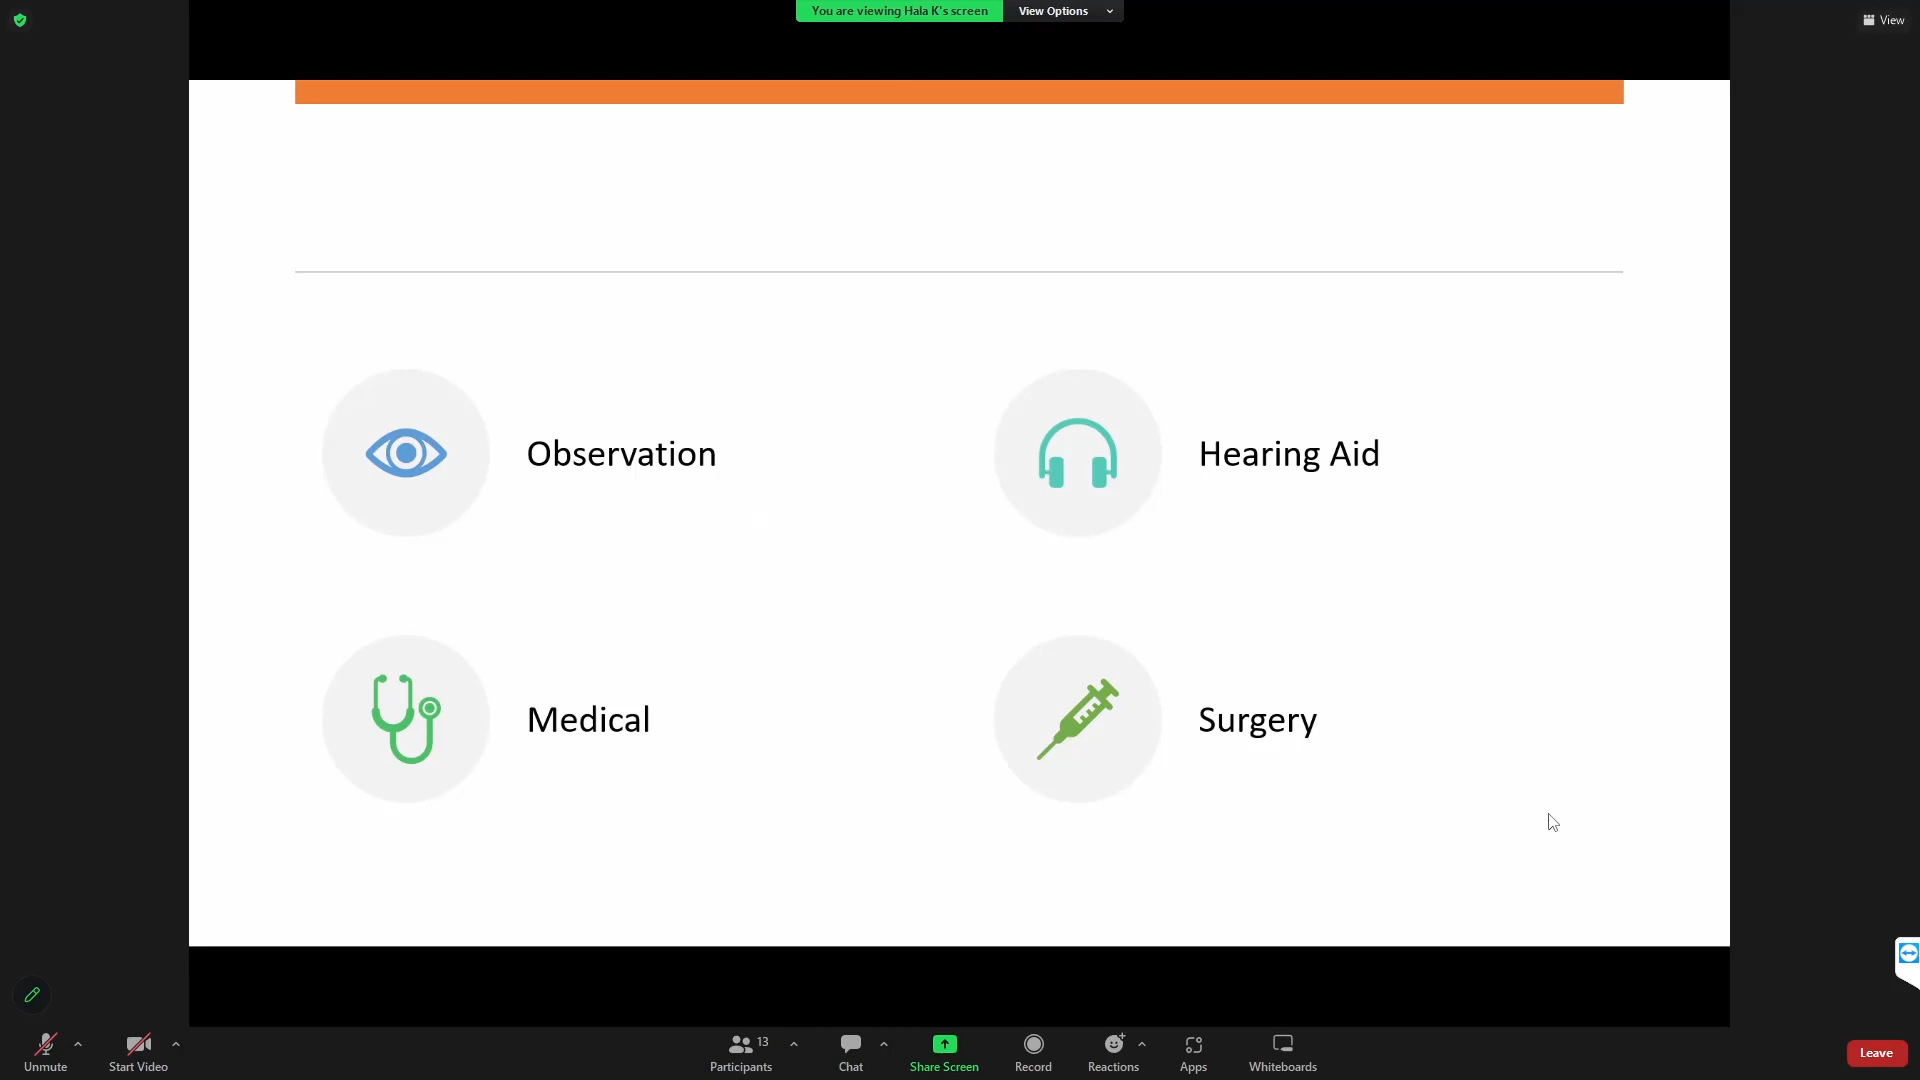 You are viewing Hala K's screen
View Options
View
Observation
Hearing Aid
Medical
Surgery
Unmute
Start Video
13
Participants
Chat
Share Screen
Record
Reactions
Apps
Whiteboards
Leave